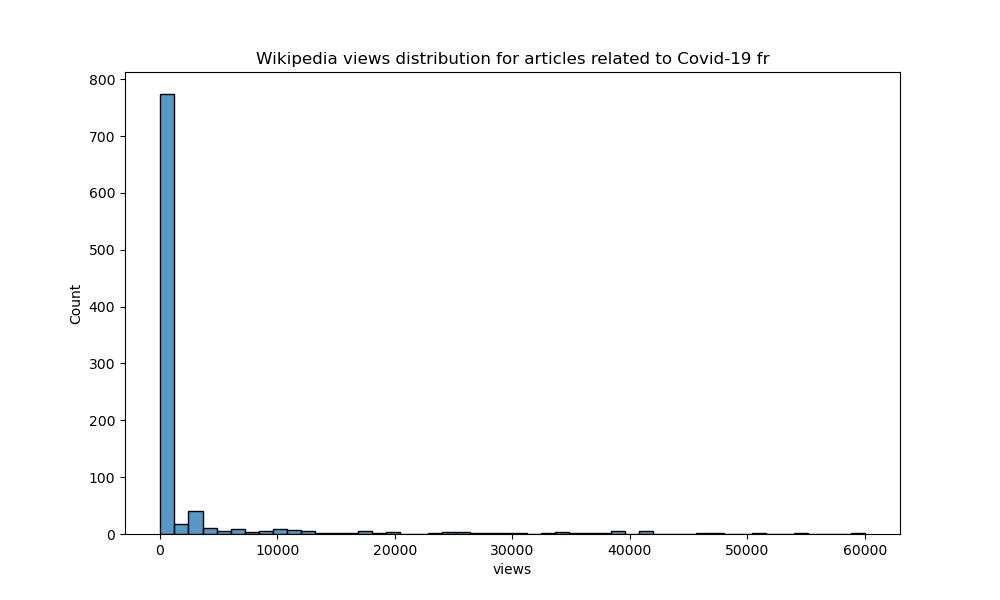 Wikipedia views distribution for articles related to Covid-19 fr
800
700
600
500
400
300
200
100
0
Count
0 10000 20000 30000 40000 50000 60000
views